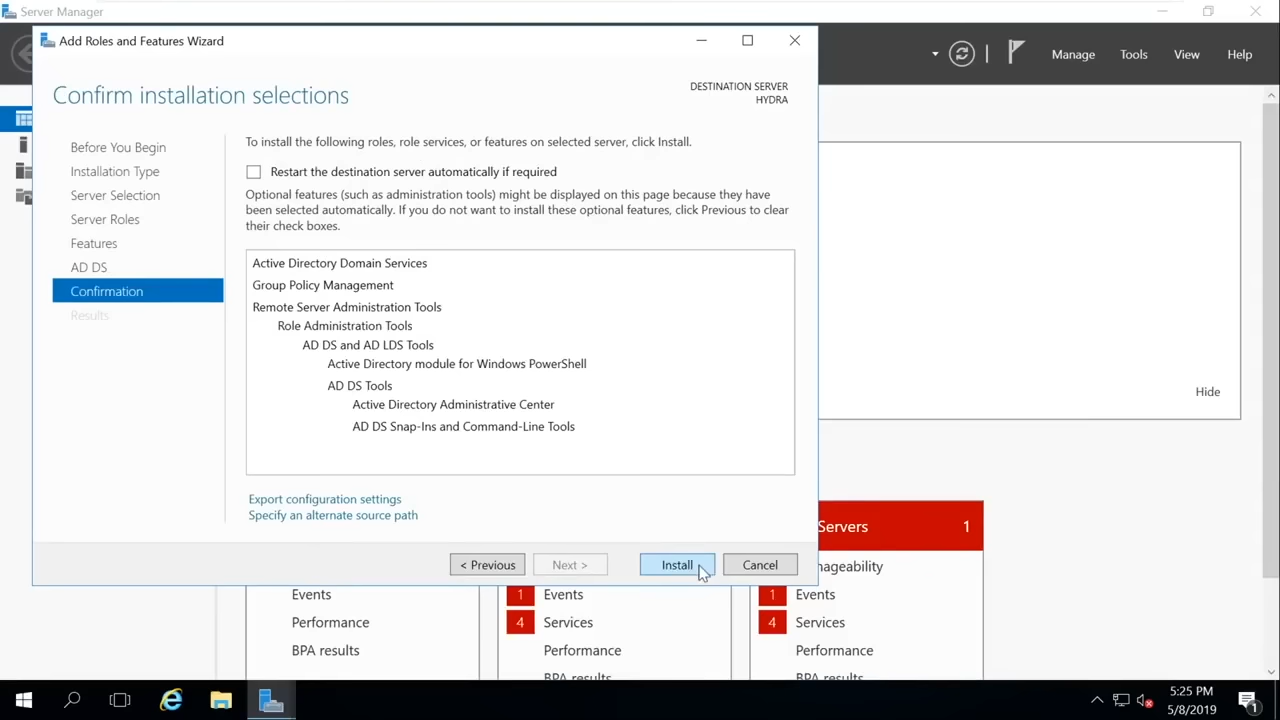 Server Manager
Add Roles and Features Wizard
Manage
Tools
View
Help
Confirm installation selections
DESTINATION SERVER
HYDRA
Before You Begin
Installation Type
Server Selection
Server Roles
Features
AD DS
Confirmation
Results
To install the following roles, role services, or features on selected server, click Install.
Restart the destination server automatically if required
Optional features (such as administration tools) might be displayed on this page because they have
been selected automatically. If you do not want to install these optional features, click Previous to clear
their check boxes.
Active Directory Domain Services
Group Policy Management
Remote Server Administration Tools
Role Administration Tools
AD DS and AD LDS Tools
Active Directory module for Windows PowerShell
AD DS Tools
Active Directory Administrative Center
AD DS Snap-Ins and Command-Line Tools
Export configuration settings
Specify an alternate source path
< Previous
Next >
Install
Cancel
Hide
Servers 1
Events
Performance
BPA results
1 Events
4 Services
Performance
BPA results
1 Events
4 Services
Performance
BPA results
5:25 PM
5/8/2019
1